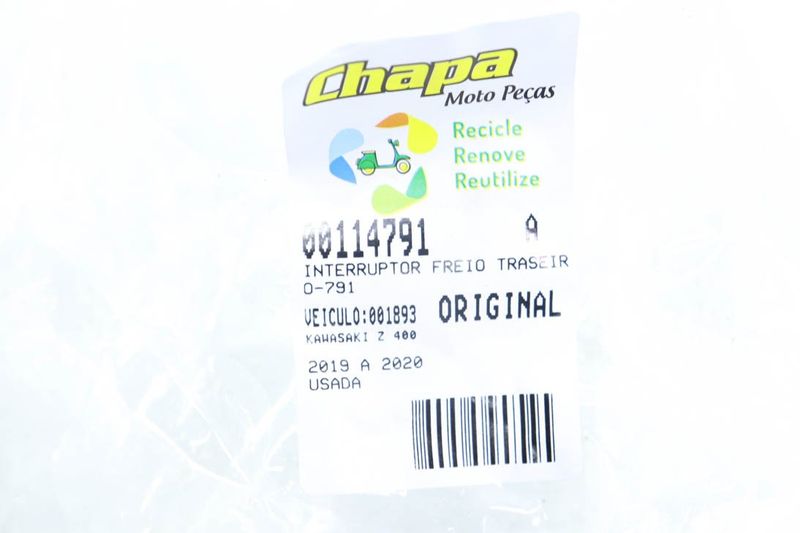 Chapa
Moto Peças
Recicle
Renove
Reutilize
00114791 A
INTERRUPTOR FREIO TRASEIR
O-791
VEICULO:001893 ORIGINAL
KAWASAKI Z 400
2019 A 2020
USADA